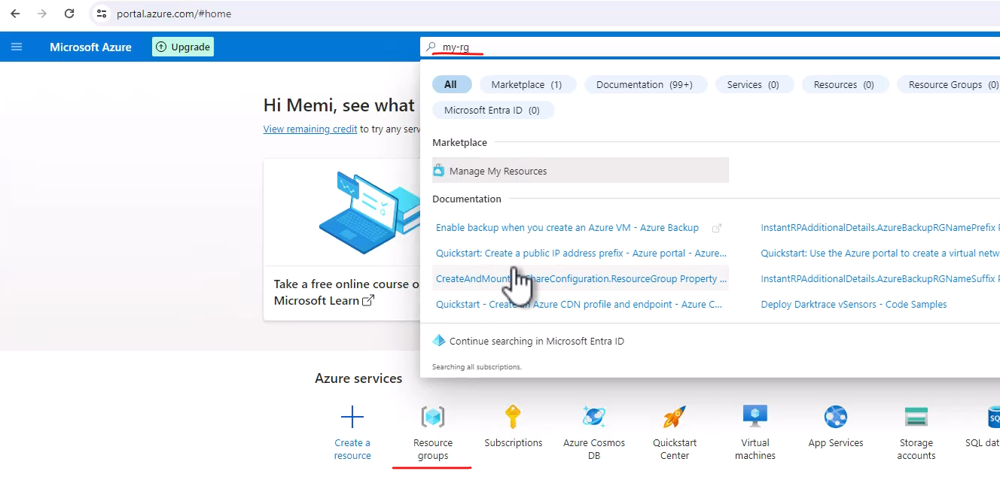 portal.azure.com/#home
Microsoft Azure
Upgrade
my-rg
All
Marketplace (1)
Documentation (99+)
Services (0)
Resources (0)
Resource Groups (0)
Microsoft Entra ID (0)
Hi Memi, see what
View remaining credit to try any serv
Marketplace
Manage My Resources
Documentation
Enable backup when you create an Azure VM - Azure Backup
InstantRPAdditionalDetails.AzureBackupRGNamePrefix
Quickstart: Create a public IP address prefix - Azure portal - Azure...
Quickstart: Use the Azure portal to create a virtual netw
CreateAndMount ShareConfiguration.ResourceGroup Property ...
InstantRPAdditionalDetails.AzureBackupRGNameSuffix
Quickstart - Create an Azure CDN profile and endpoint - Azure C...
Deploy Darktrace vSensors - Code Samples
Take a free online course o
Microsoft Learn
Continue searching in Microsoft Entra ID
Searching all subscriptions.
Azure services
Create a
resource
Resource
groups
Subscriptions
Azure Cosmos
DB
Quickstart
Center
Virtual
machines
App Services
Storage
accounts
SQL dat
SQ